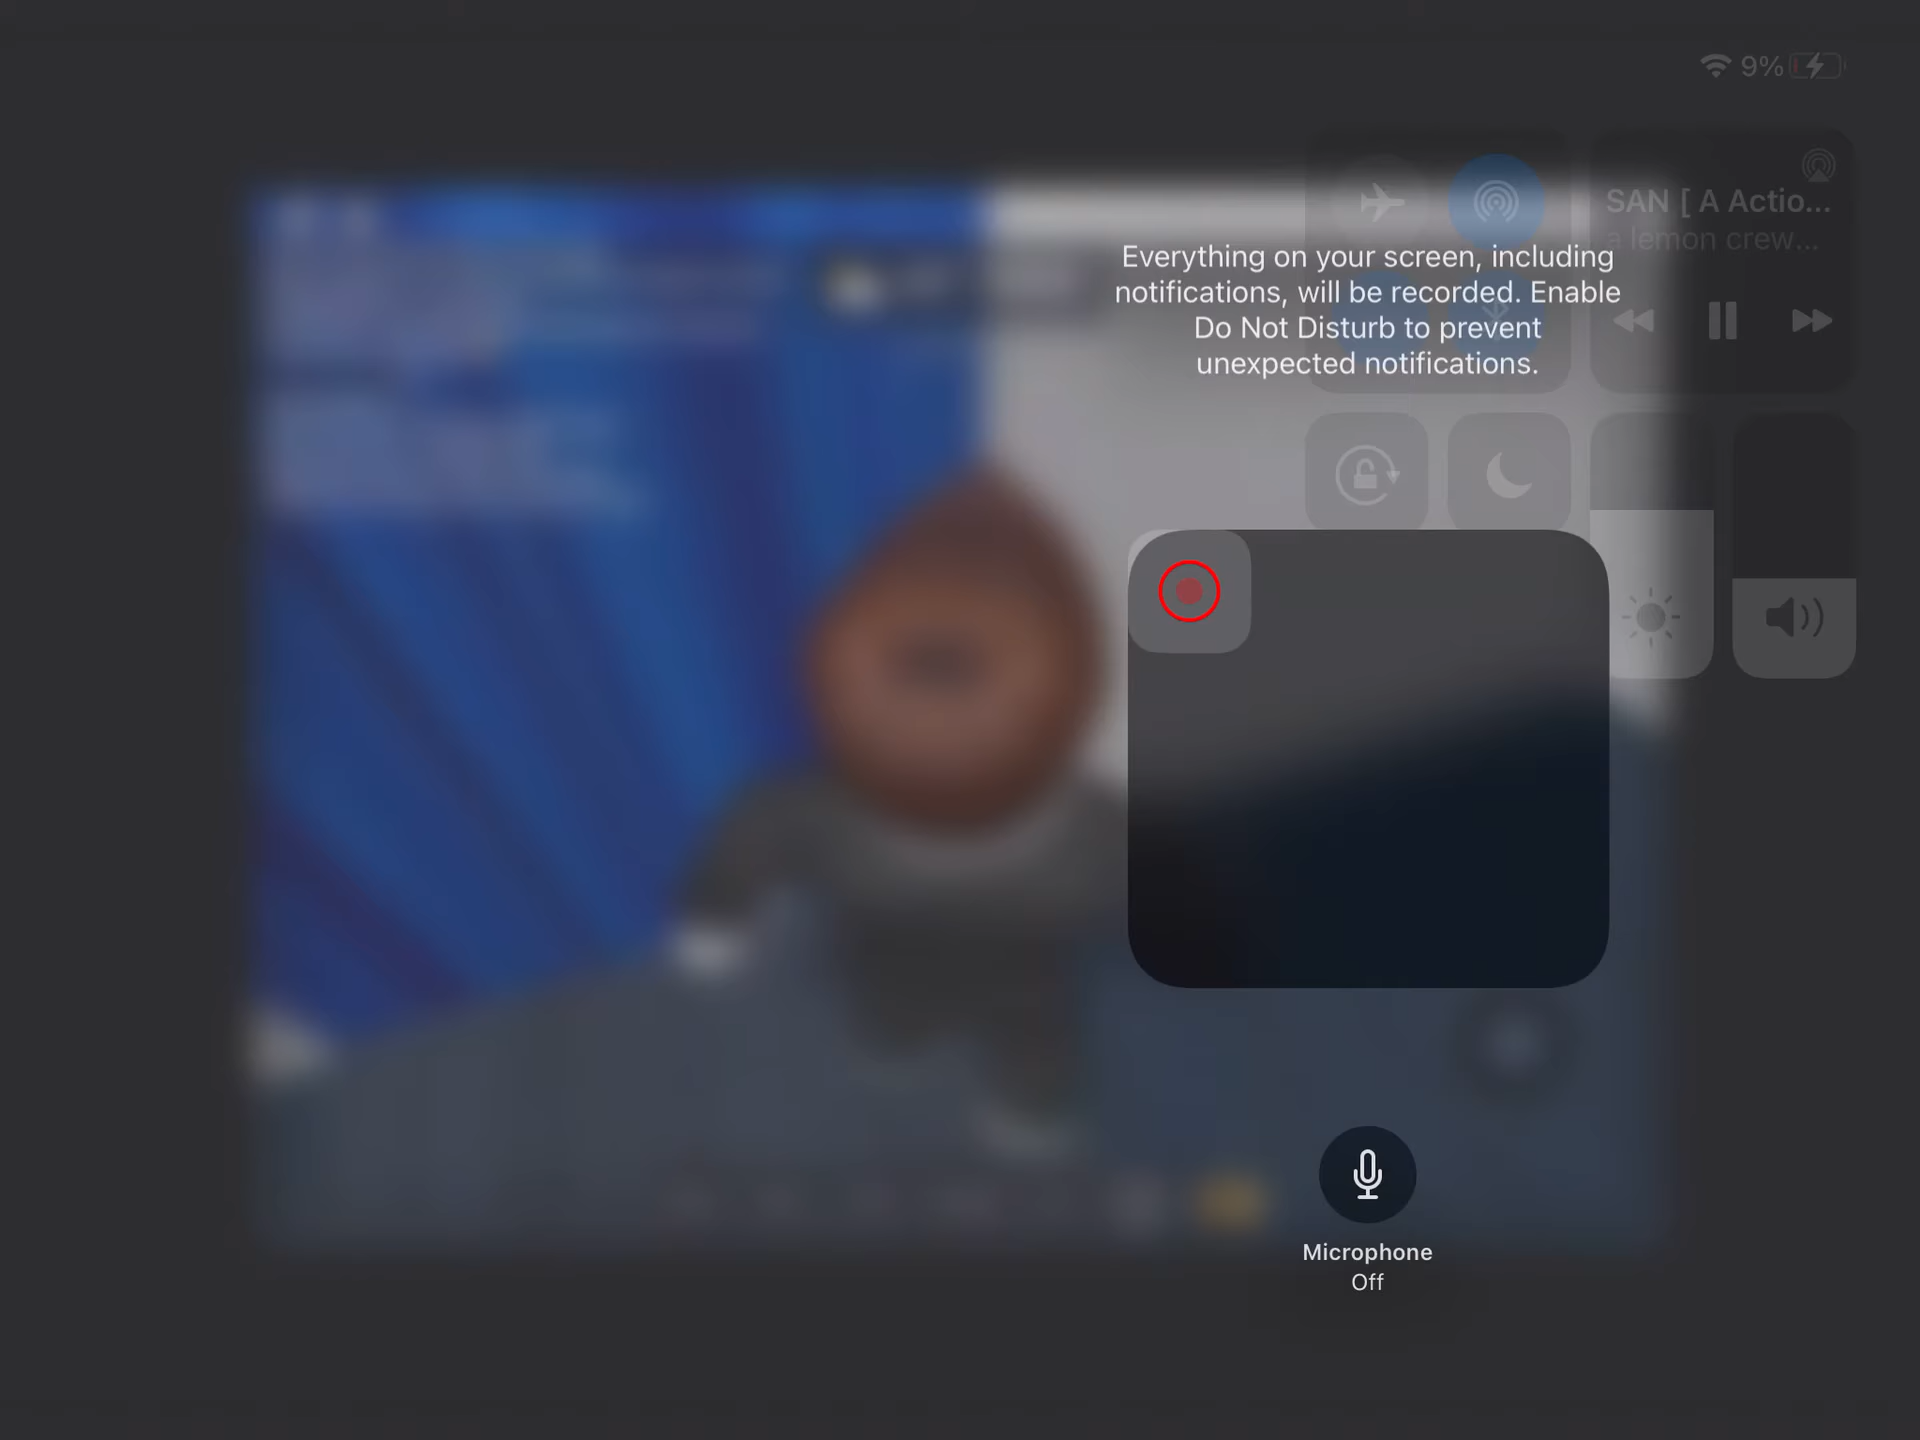 9%
SAN [ A Actio...
a lemon crew...
Everything on your screen, including
notifications, will be recorded. Enable
Do Not Disturb to prevent
unexpected notifications.
Microphone
Off